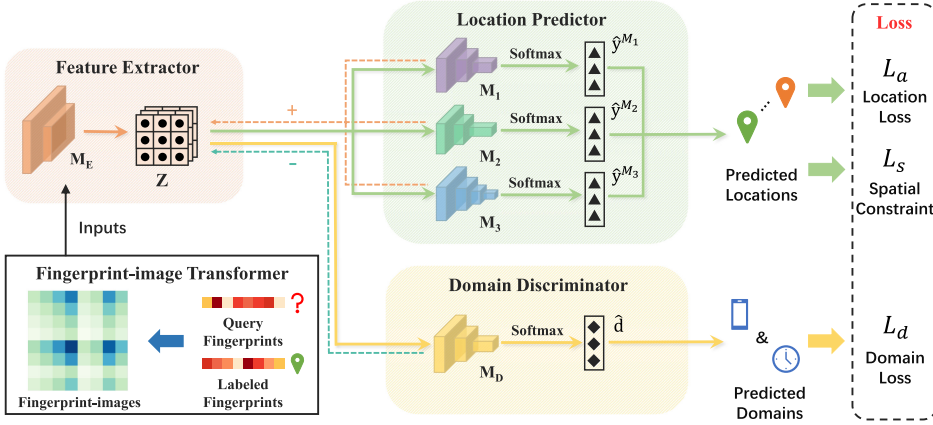 Feature Extractor
M_E
Z
Inputs
Fingerprint-image Transformer
Fingerprint-images
?
Query
Fingerprints
Labeled
Fingerprints
+
−
Location Predictor
M_1
Softmax
ŷ^{M_1}
M_2
Softmax
ŷ^{M_2}
M_3
Softmax
ŷ^{M_3}
Predicted
Locations
Domain Discriminator
M_D
Softmax
d̂
&
Predicted
Domains
Loss
L_a
Location
Loss
L_s
Spatial
Constraint
L_d
Domain
Loss